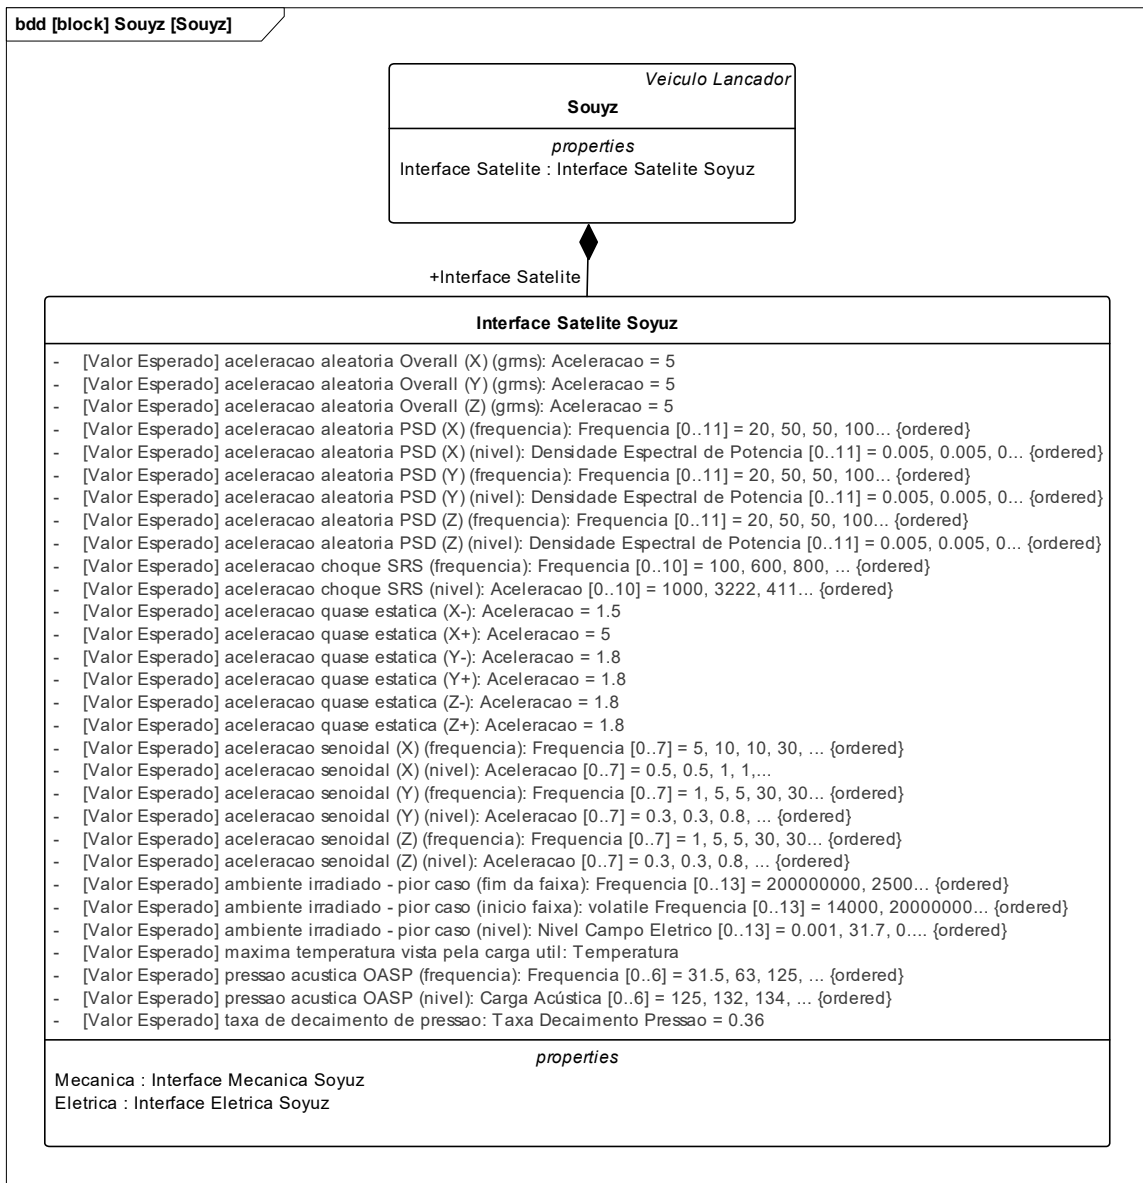 bdd [block] Souyz [Souyz]
Veiculo Lancador
Souyz
properties
Interface Satelite : Interface Satelite Soyuz
+Interface Satelite
Interface Satelite Soyuz
- [Valor Esperado] aceleracao aleatoria Overall (X) (grms): Aceleracao = 5
- [Valor Esperado] aceleracao aleatoria Overall (Y) (grms): Aceleracao = 5
- [Valor Esperado] aceleracao aleatoria Overall (Z) (grms): Aceleracao = 5
- [Valor Esperado] aceleracao aleatoria PSD (X) (frequencia): Frequencia [0..11] = 20, 50, 50, 100... {ordered}
- [Valor Esperado] aceleracao aleatoria PSD (X) (nivel): Densidade Espectral de Potencia [0..11] = 0.005, 0.005, 0... {ordered}
- [Valor Esperado] aceleracao aleatoria PSD (Y) (frequencia): Frequencia [0..11] = 20, 50, 50, 100... {ordered}
- [Valor Esperado] aceleracao aleatoria PSD (Y) (nivel): Densidade Espectral de Potencia [0..11] = 0.005, 0.005, 0... {ordered}
- [Valor Esperado] aceleracao aleatoria PSD (Z) (frequencia): Frequencia [0..11] = 20, 50, 50, 100... {ordered}
- [Valor Esperado] aceleracao aleatoria PSD (Z) (nivel): Densidade Espectral de Potencia [0..11] = 0.005, 0.005, 0... {ordered}
- [Valor Esperado] aceleracao choque SRS (frequencia): Frequencia [0..10] = 100, 600, 800, ... {ordered}
- [Valor Esperado] aceleracao choque SRS (nivel): Aceleracao [0..10] = 1000, 3222, 411... {ordered}
- [Valor Esperado] aceleracao quase estatica (X-): Aceleracao = 1.5
- [Valor Esperado] aceleracao quase estatica (X+): Aceleracao = 5
- [Valor Esperado] aceleracao quase estatica (Y-): Aceleracao = 1.8
- [Valor Esperado] aceleracao quase estatica (Y+): Aceleracao = 1.8
- [Valor Esperado] aceleracao quase estatica (Z-): Aceleracao = 1.8
- [Valor Esperado] aceleracao quase estatica (Z+): Aceleracao = 1.8
- [Valor Esperado] aceleracao senoidal (X) (frequencia): Frequencia [0..7] = 5, 10, 10, 30, ... {ordered}
- [Valor Esperado] aceleracao senoidal (X) (nivel): Aceleracao [0..7] = 0.5, 0.5, 1, 1,...
- [Valor Esperado] aceleracao senoidal (Y) (frequencia): Frequencia [0..7] = 1, 5, 5, 30, 30... {ordered}
- [Valor Esperado] aceleracao senoidal (Y) (nivel): Aceleracao [0..7] = 0.3, 0.3, 0.8, ... {ordered}
- [Valor Esperado] aceleracao senoidal (Z) (frequencia): Frequencia [0..7] = 1, 5, 5, 30, 30... {ordered}
- [Valor Esperado] aceleracao senoidal (Z) (nivel): Aceleracao [0..7] = 0.3, 0.3, 0.8, ... {ordered}
- [Valor Esperado] ambiente irradiado - pior caso (fim da faixa): Frequencia [0..13] = 200000000, 2500... {ordered}
- [Valor Esperado] ambiente irradiado - pior caso (inicio faixa): volatile Frequencia [0..13] = 14000, 20000000... {ordered}
- [Valor Esperado] ambiente irradiado - pior caso (nivel): Nivel Campo Eletrico [0..13] = 0.001, 31.7, 0.... {ordered}
- [Valor Esperado] maxima temperatura vista pela carga util: Temperatura
- [Valor Esperado] pressao acustica OASP (frequencia): Frequencia [0..6] = 31.5, 63, 125, ... {ordered}
- [Valor Esperado] pressao acustica OASP (nivel): Carga Acústica [0..6] = 125, 132, 134, ... {ordered}
- [Valor Esperado] taxa de decaimento de pressao: Taxa Decaimento Pressao = 0.36
properties
Mecanica : Interface Mecanica Soyuz
Eletrica : Interface Eletrica Soyuz